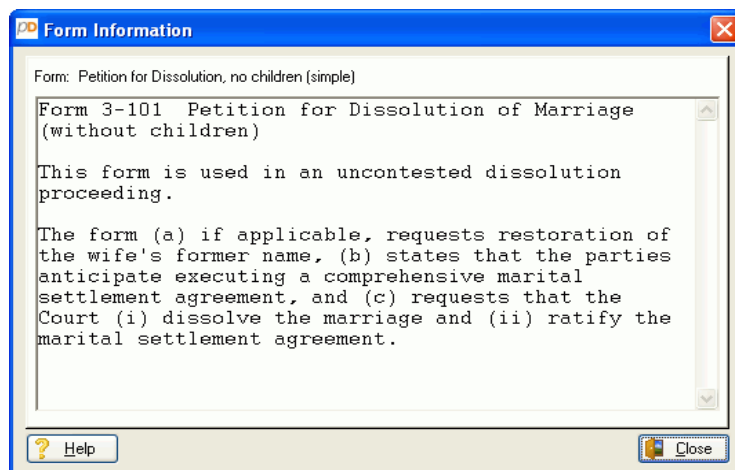 PD Form Information
Form: Petition for Dissolution, no children (simple)
Form 3-101  Petition for Dissolution of Marriage
(without children)
This form is used in an uncontested dissolution
proceeding.
The form (a) if applicable, requests restoration of
the wife's former name, (b) states that the parties
anticipate executing a comprehensive marital
settlement agreement, and (c) requests that the
Court (i) dissolve the marriage and (ii) ratify the
marital settlement agreement.
Help
Close